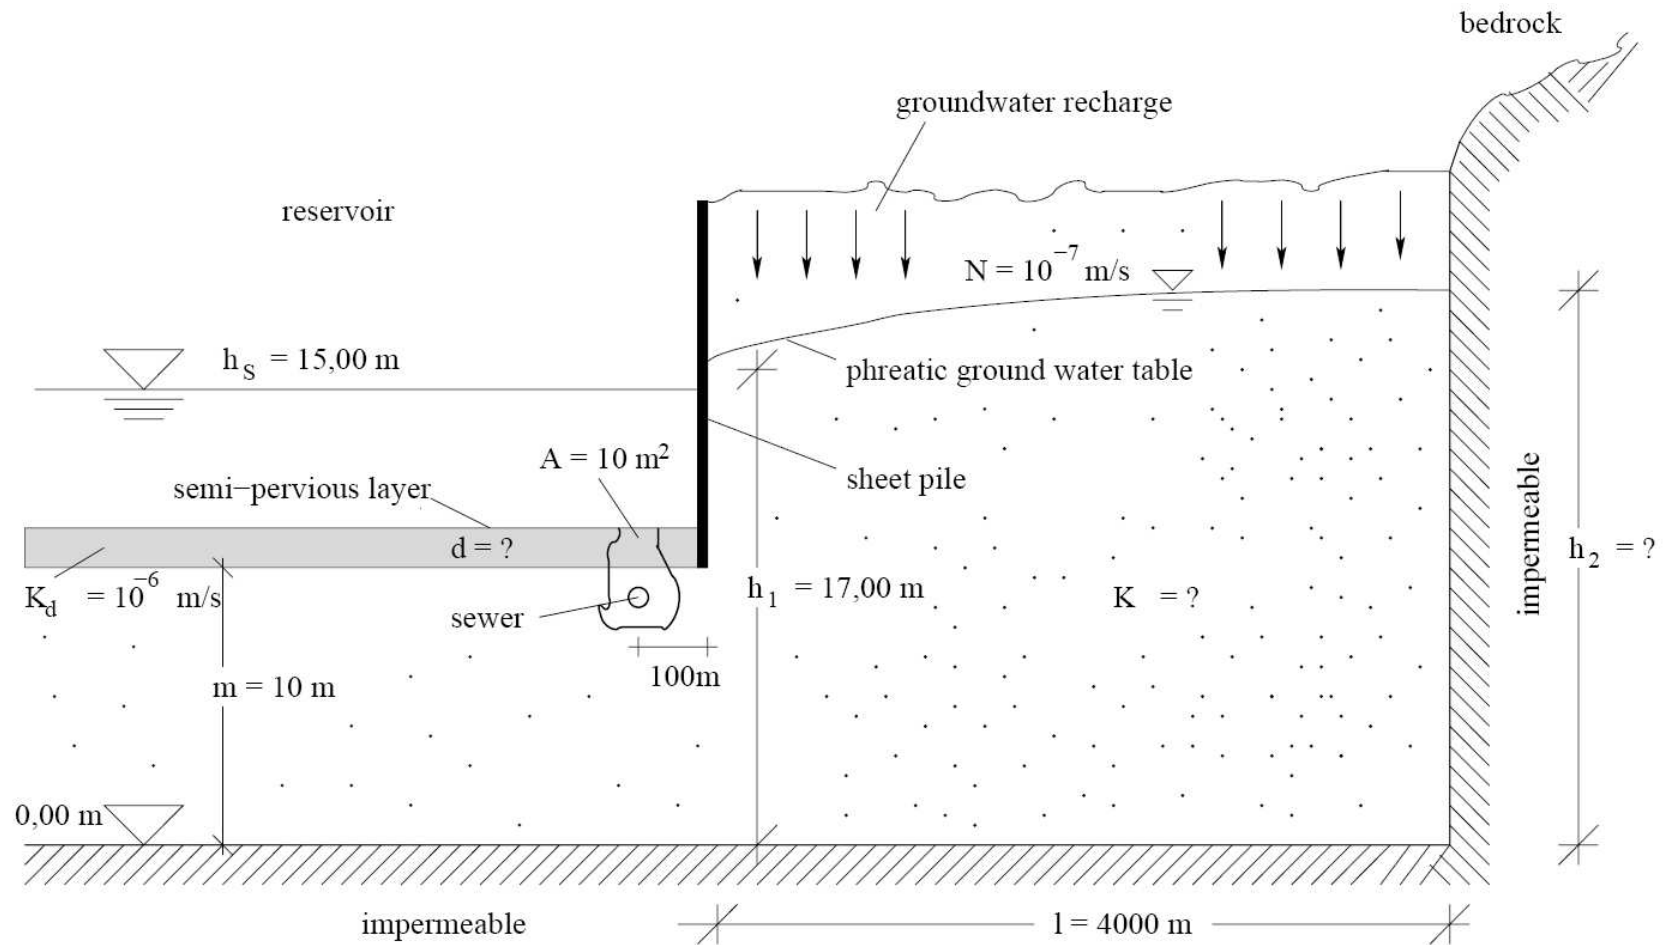 bedrock
groundwater recharge
reservoir
N = 10⁻⁷ m/s
h_S = 15,00 m
phreatic ground water table
A = 10 m²
sheet pile
semi−pervious layer
d = ?
K_d = 10⁻⁶ m/s
h_1 = 17,00 m
K = ?
impermeable
h_2 = ?
sewer
100m
m = 10 m
0,00 m
impermeable
l = 4000 m